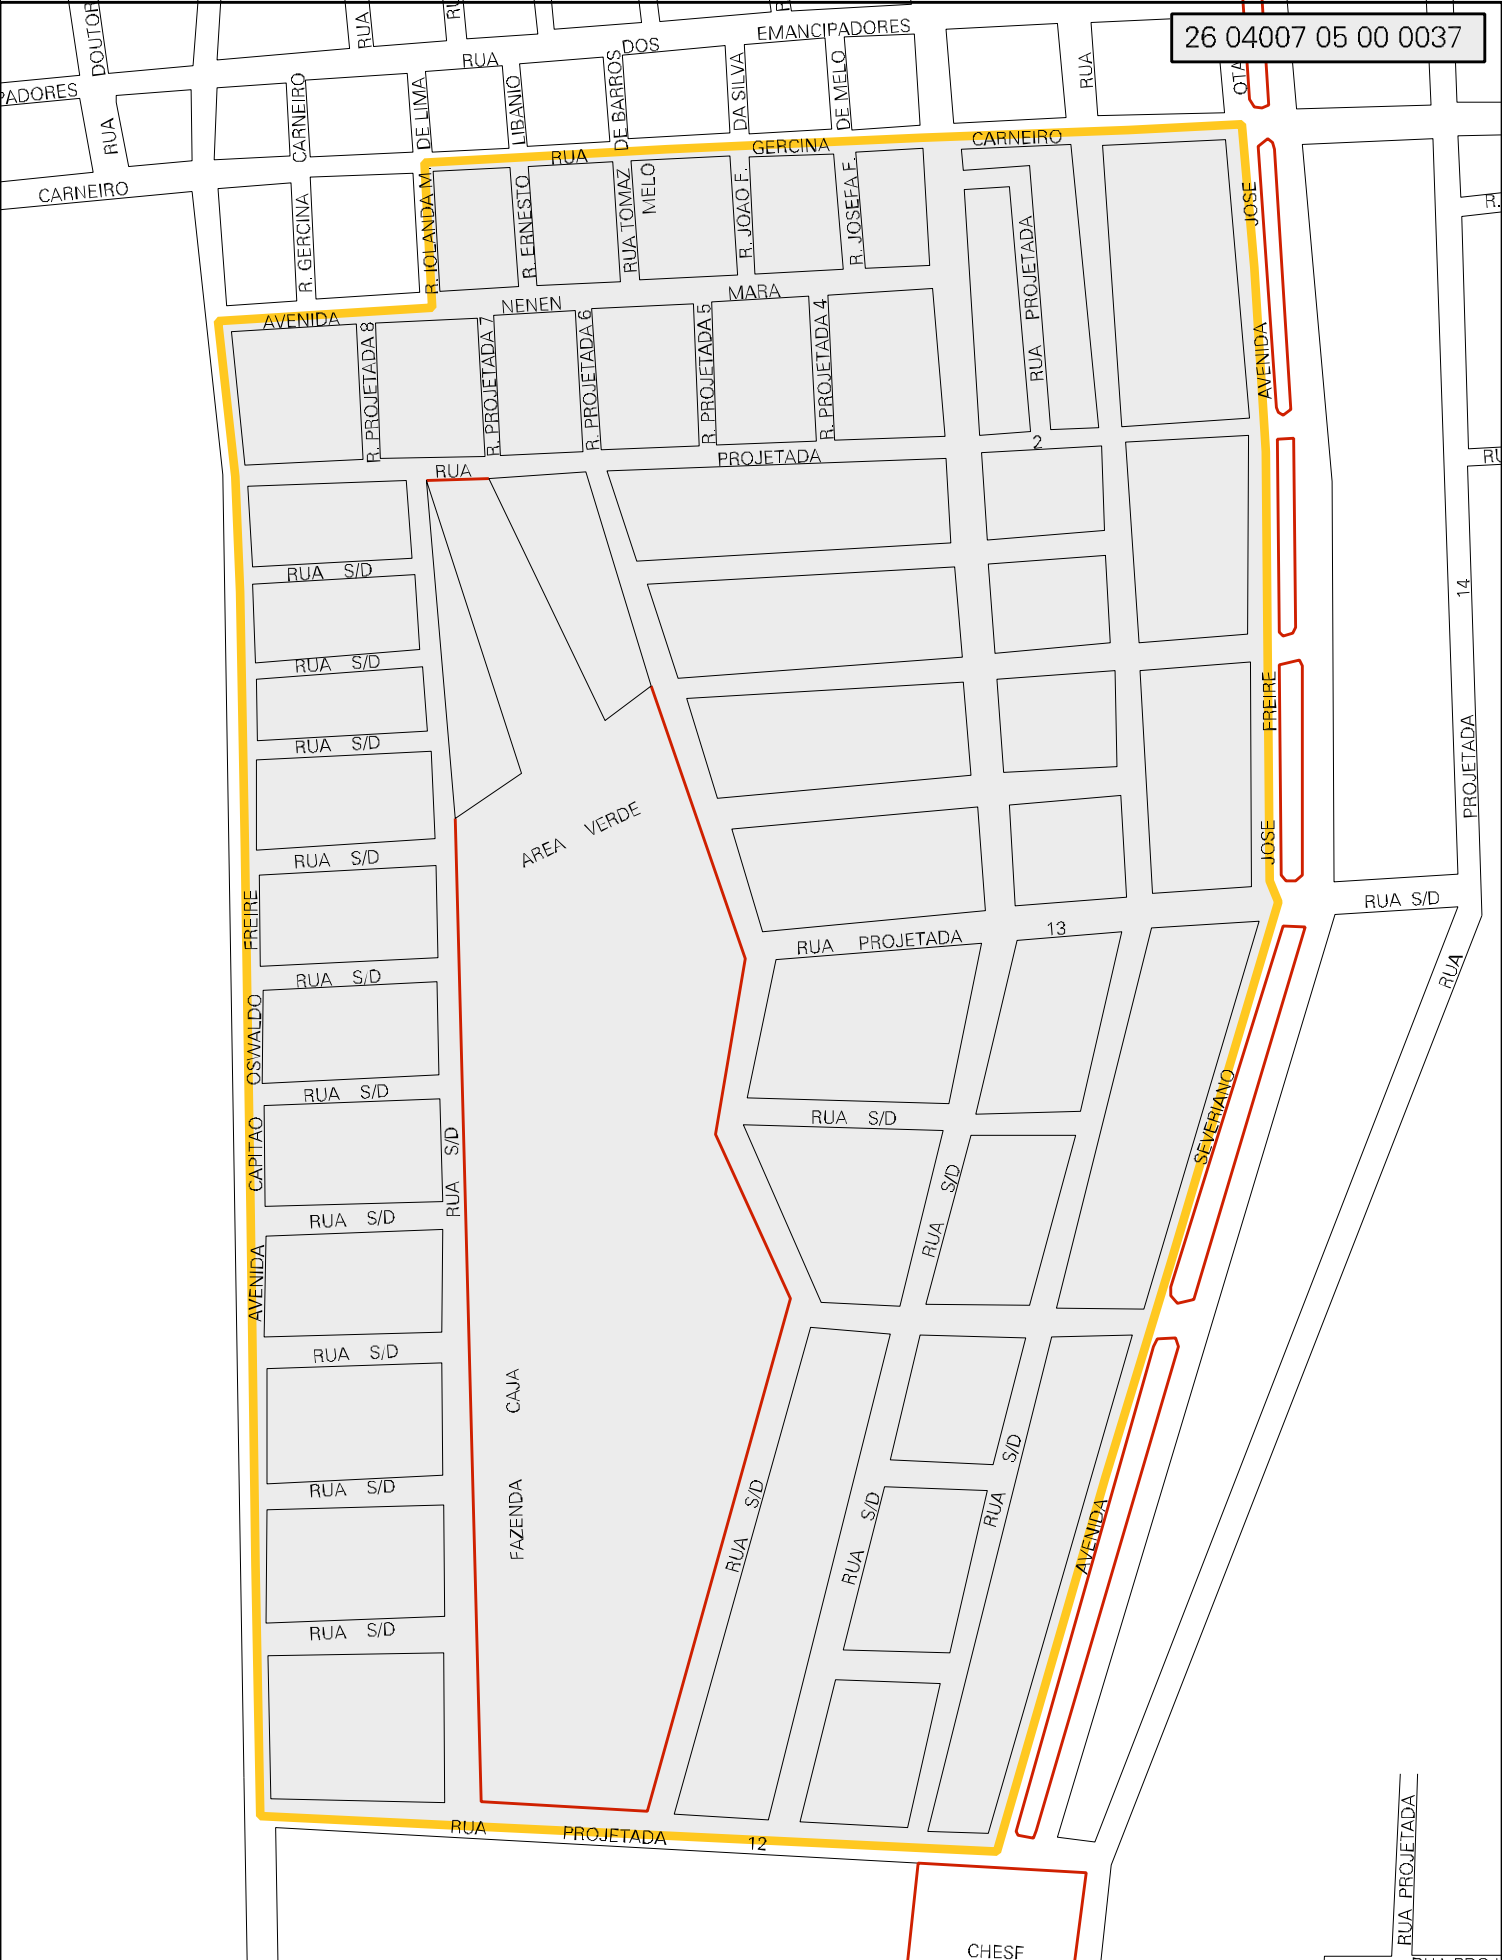 26 04007 05 00 0037
DOUTOR
RUA
RUA
DOS
EMANCIPADORES
RUA
PADORES
RUA
CARNEIRO
DE LIMA
LIBANIO
DE BARROS
DA SILVA
DE MELO
RUA
CARNEIRO
RUA
GERCINA
CARNEIRO
R. GERCINA
R. IOLANDA M.
R. ERNESTO
RUA TOMAZ
MELO
R. JOAO F.
R. JOSEFA F.
RUA PROJETADA
JOSE
R.
AVENIDA
NENEN
MARA
R. PROJETADA 8
R. PROJETADA 7
R. PROJETADA 6
R. PROJETADA 5
R. PROJETADA 4
AVENIDA
RUA
PROJETADA
2
RUA S/D
14
RUA S/D
FREIRE
RUA S/D
PROJETADA
AREA VERDE
JOSE
RUA S/D
FREIRE
RUA S/D
RUA PROJETADA
13
RUA
RUA S/D
OSWALDO
RUA S/D
RUA S/D
SEVERIANO
CAPITAO
RUA S/D
RUA S/D
RUA S/D
AVENIDA
RUA S/D
FAZENDA CAJA
RUA S/D
RUA S/D
RUA S/D
RUA S/D
AVENIDA
RUA S/D
RUA
PROJETADA
12
RUA PROJETADA
CHESF